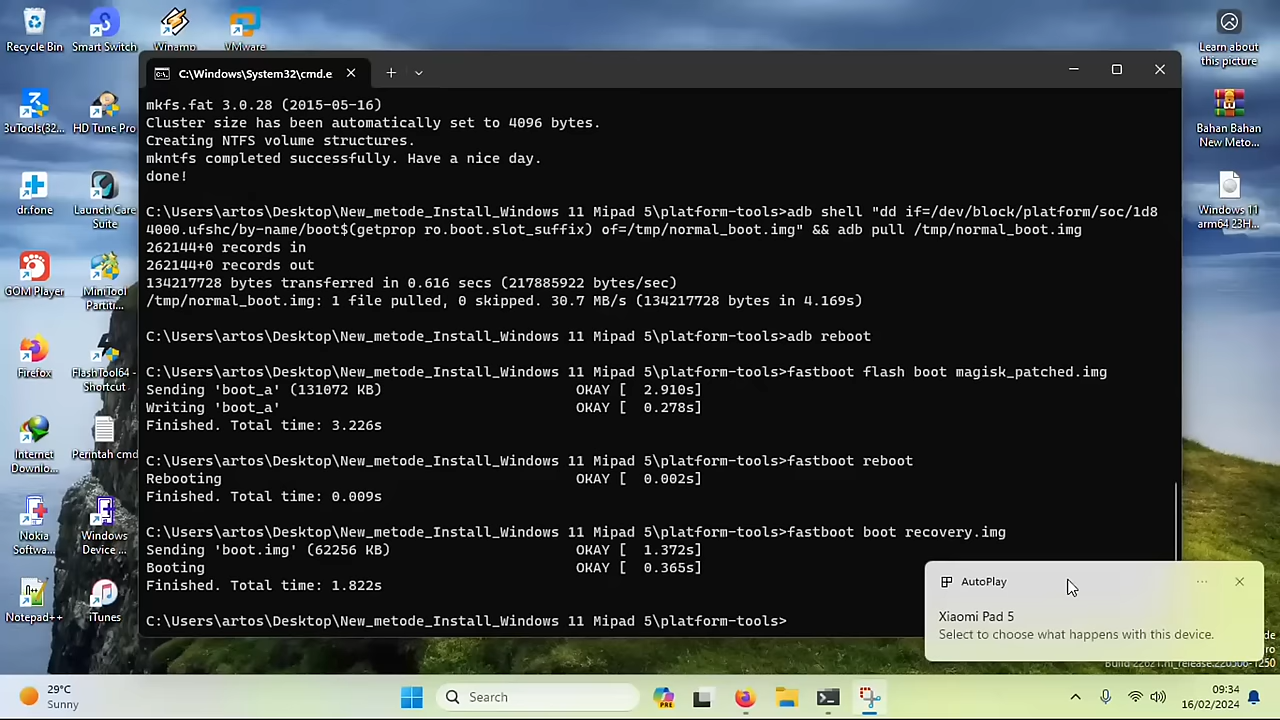 Recycle Bin
Smart Switch
Winamp
VMware
Learn about
this picture
C:\Windows\System32\cmd.e
3uTools(32...
HD Tune Pro
Bahan Bahan
New Meto...
dr.fone
Launch Care
Suite
Windows 11
arm64 23H...
GOM Player
MiniTool
Partiti...
Firefox
FlashTool64 -
Shortcut
Internet
Downlo...
Perintah cmd
Nokia
Softwa...
Windows
Device ...
Notepad++
iTunes
mkfs.fat 3.0.28 (2015-05-16)
Cluster size has been automatically set to 4096 bytes.
Creating NTFS volume structures.
mkntfs completed successfully. Have a nice day.
done!
C:\Users\artos\Desktop\New_metode_Install_Windows 11 Mipad 5\platform-tools>adb shell "dd if=/dev/block/platform/soc/1d8
4000.ufshc/by-name/boot$(getprop ro.boot.slot_suffix) of=/tmp/normal_boot.img" && adb pull /tmp/normal_boot.img
262144+0 records in
262144+0 records out
134217728 bytes transferred in 0.616 secs (217885922 bytes/sec)
/tmp/normal_boot.img: 1 file pulled, 0 skipped. 30.7 MB/s (134217728 bytes in 4.169s)
C:\Users\artos\Desktop\New_metode_Install_Windows 11 Mipad 5\platform-tools>adb reboot
C:\Users\artos\Desktop\New_metode_Install_Windows 11 Mipad 5\platform-tools>fastboot flash boot magisk_patched.img
Sending 'boot_a' (131072 KB) OKAY [ 2.910s]
Writing 'boot_a' OKAY [ 0.278s]
Finished. Total time: 3.226s
C:\Users\artos\Desktop\New_metode_Install_Windows 11 Mipad 5\platform-tools>fastboot reboot
Rebooting OKAY [ 0.002s]
Finished. Total time: 0.009s
C:\Users\artos\Desktop\New_metode_Install_Windows 11 Mipad 5\platform-tools>fastboot boot recovery.img
Sending 'boot.img' (62256 KB) OKAY [ 1.372s]
Booting OKAY [ 0.365s]
Finished. Total time: 1.822s
C:\Users\artos\Desktop\New_metode_Install_Windows 11 Mipad 5\platform-tools>
AutoPlay
Xiaomi Pad 5
Select to choose what happens with this device.
29°C
Sunny
Search
PRE
09:34
16/02/2024